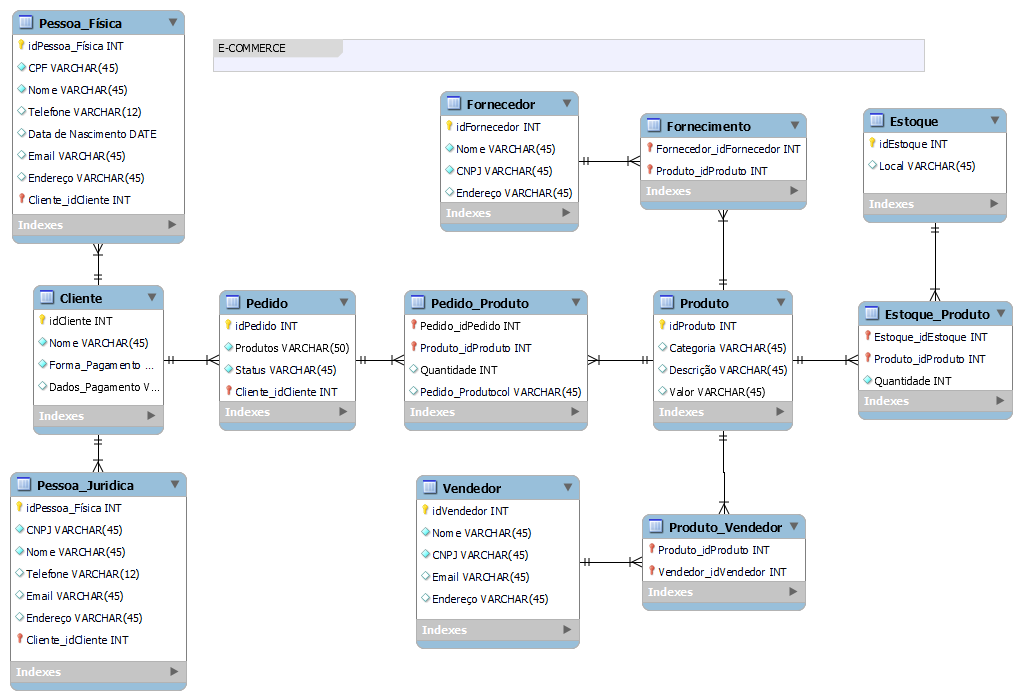 Pessoa_Física
idPessoa_Física INT
CPF VARCHAR(45)
Nome VARCHAR(45)
Telefone VARCHAR(12)
Data de Nascimento DATE
Email VARCHAR(45)
Endereço VARCHAR(45)
Cliente_idCliente INT
Indexes
E-COMMERCE
Fornecedor
idFornecedor INT
Nome VARCHAR(45)
CNPJ VARCHAR(45)
Endereço VARCHAR(45)
Indexes
Fornecimento
Fornecedor_idFornecedor INT
Produto_idProduto INT
Indexes
Estoque
idEstoque INT
Local VARCHAR(45)
Indexes
Cliente
idCliente INT
Nome VARCHAR(45)
Forma_Pagamento ...
Dados_Pagamento V...
Indexes
Pedido
idPedido INT
Produtos VARCHAR(50)
Status VARCHAR(45)
Cliente_idCliente INT
Indexes
Pedido_Produto
Pedido_idPedido INT
Produto_idProduto INT
Quantidade INT
Pedido_Produtocol VARCHAR(45)
Indexes
Produto
idProduto INT
Categoria VARCHAR(45)
Descrição VARCHAR(45)
Valor VARCHAR(45)
Indexes
Estoque_Produto
Estoque_idEstoque INT
Produto_idProduto INT
Quantidade INT
Indexes
Pessoa_Juridica
idPessoa_Física INT
CNPJ VARCHAR(45)
Nome VARCHAR(45)
Telefone VARCHAR(12)
Email VARCHAR(45)
Endereço VARCHAR(45)
Cliente_idCliente INT
Indexes
Vendedor
idVendedor INT
Nome VARCHAR(45)
CNPJ VARCHAR(45)
Email VARCHAR(45)
Endereço VARCHAR(45)
Indexes
Produto_Vendedor
Produto_idProduto INT
Vendedor_idVendedor INT
Indexes